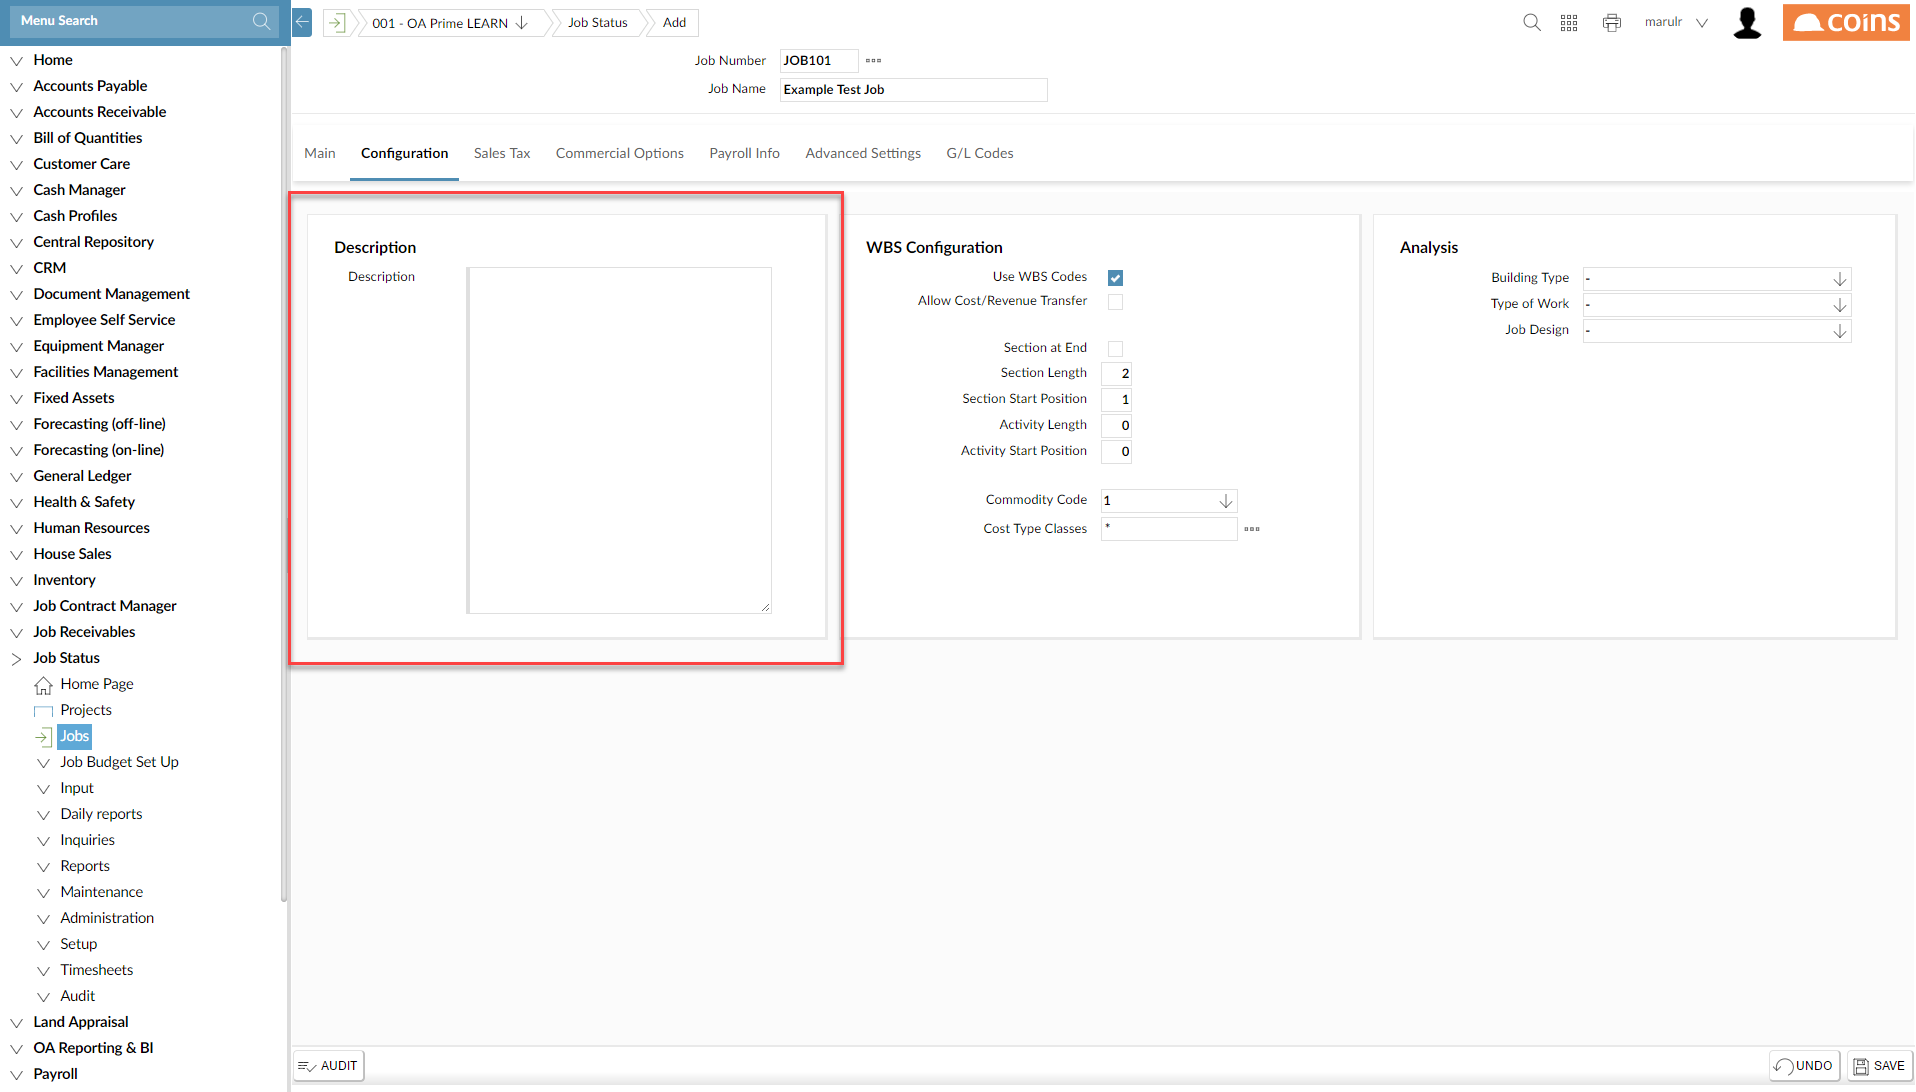 Menu Search
001 - OA Prime LEARN
Job Status
Add
marulr
coins
Home
Accounts Payable
Accounts Receivable
Bill of Quantities
Customer Care
Cash Manager
Cash Profiles
Central Repository
CRM
Document Management
Employee Self Service
Equipment Manager
Facilities Management
Fixed Assets
Forecasting (off-line)
Forecasting (on-line)
General Ledger
Health & Safety
Human Resources
House Sales
Inventory
Job Contract Manager
Job Receivables
Job Status
Home Page
Projects
Jobs
Job Budget Set Up
Input
Daily reports
Inquiries
Reports
Maintenance
Administration
Setup
Timesheets
Audit
Land Appraisal
OA Reporting & BI
Payroll
Job Number JOB101
Job Name Example Test Job
Main Configuration Sales Tax Commercial Options Payroll Info Advanced Settings G/L Codes
Description
Description
WBS Configuration
Use WBS Codes
Allow Cost/Revenue Transfer
Section at End
Section Length 2
Section Start Position 1
Activity Length 0
Activity Start Position 0
Commodity Code 1
Cost Type Classes *
Analysis
Building Type -
Type of Work -
Job Design -
AUDIT
UNDO
SAVE